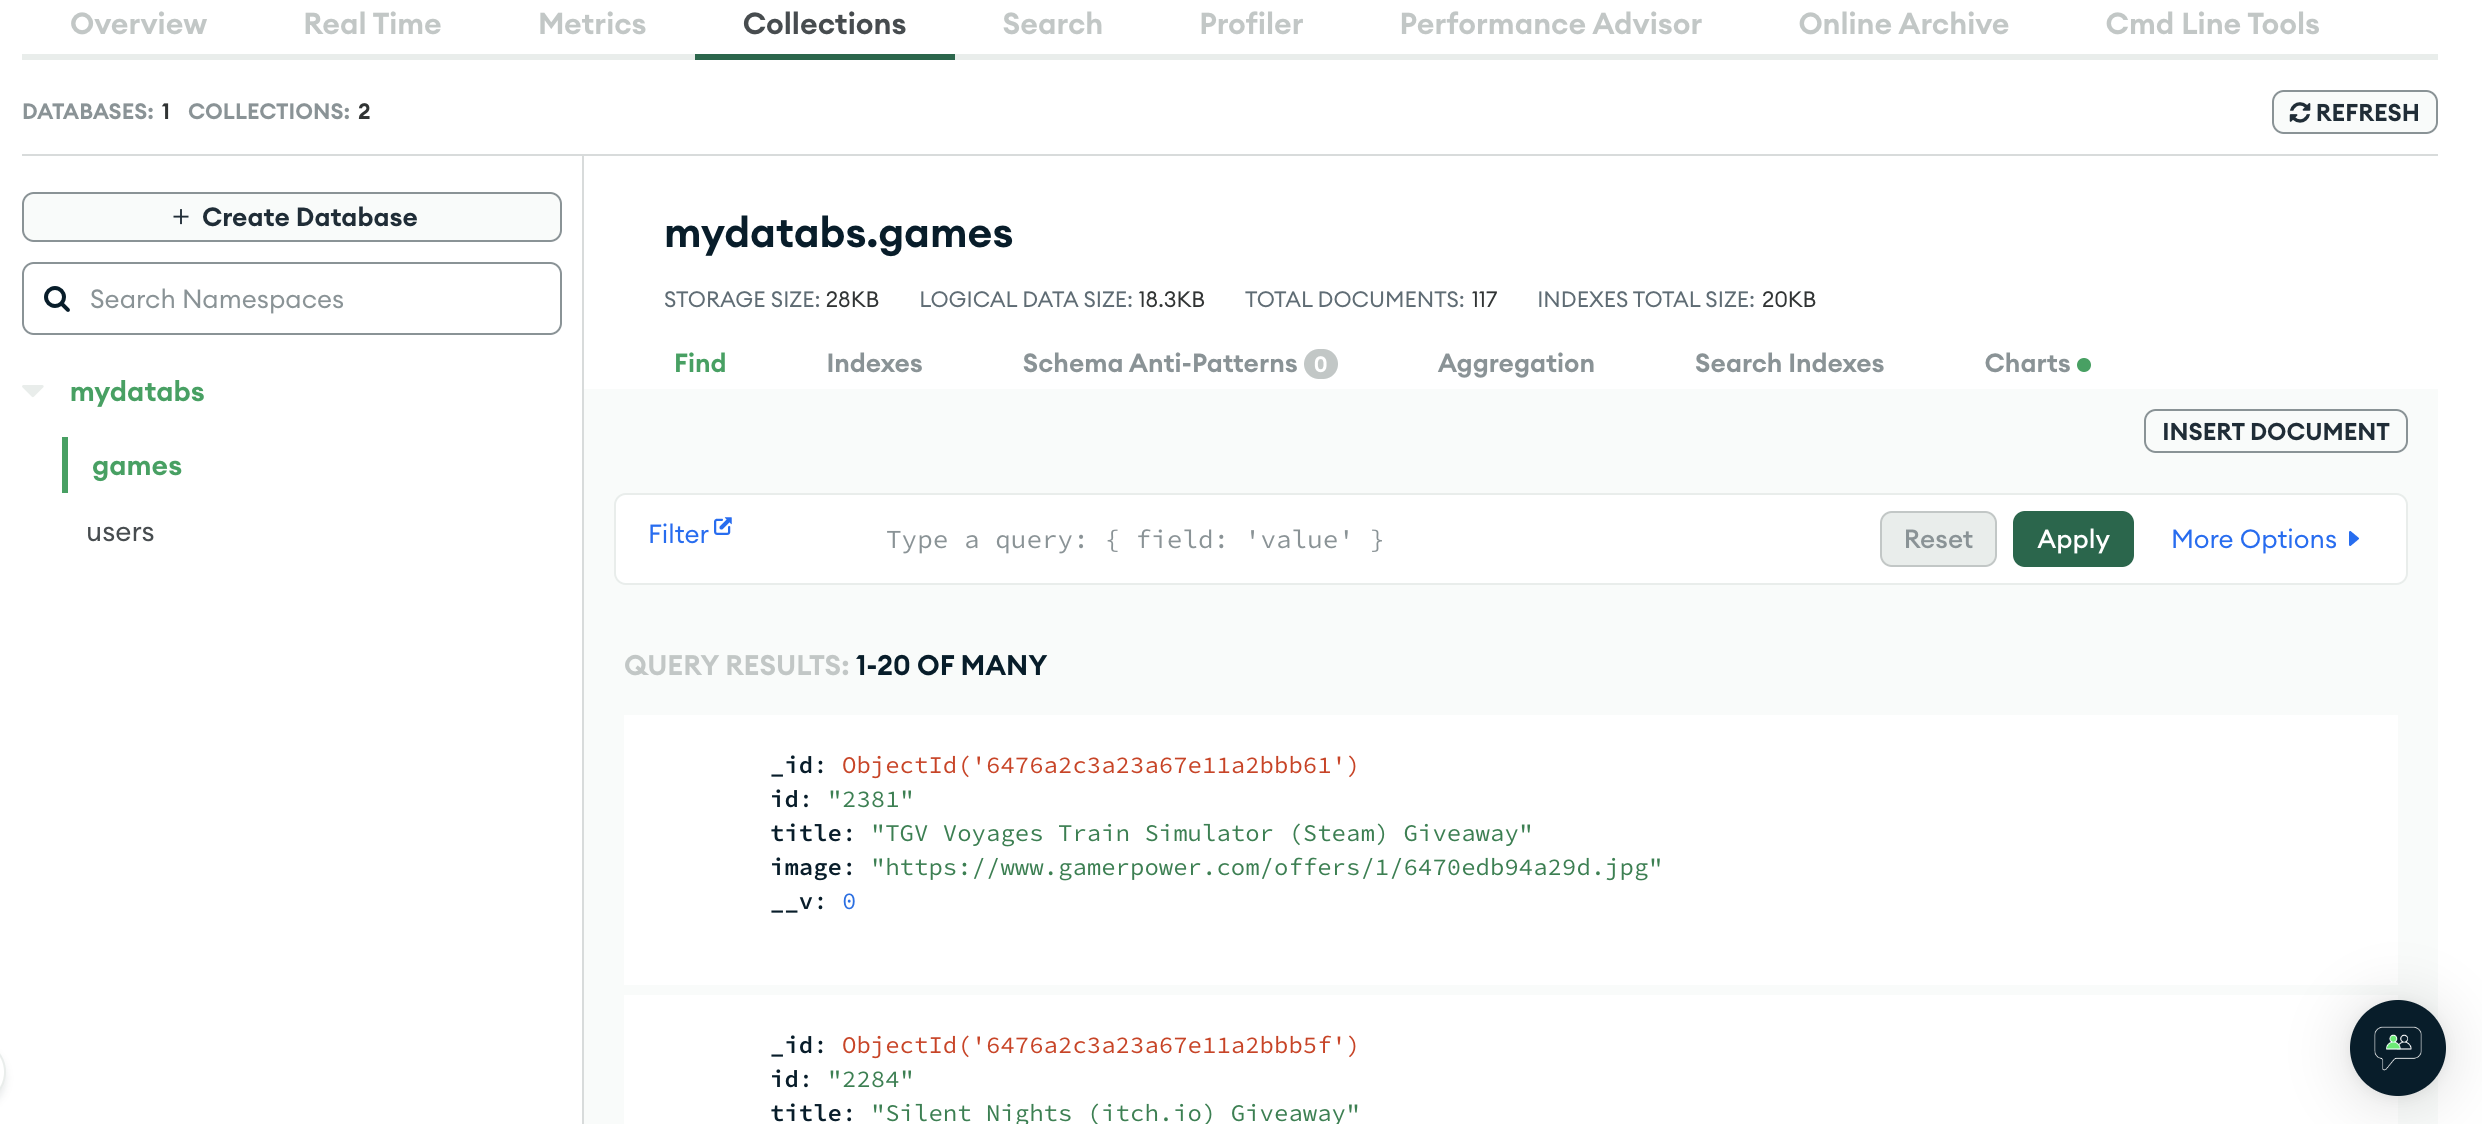 Overview Real Time Metrics Collections Search Profiler Performance Advisor Online Archive Cmd Line Tools
DATABASES: 1 COLLECTIONS: 2
REFRESH
+ Create Database
Search Namespaces
mydatabs
games
users
mydatabs.games
STORAGE SIZE: 28KB LOGICAL DATA SIZE: 18.3KB TOTAL DOCUMENTS: 117 INDEXES TOTAL SIZE: 20KB
Find Indexes Schema Anti-Patterns 0 Aggregation Search Indexes Charts
INSERT DOCUMENT
Filter Type a query: { field: 'value' } Reset Apply More Options
QUERY RESULTS: 1-20 OF MANY
_id: ObjectId('6476a2c3a23a67e11a2bbb61')
id: "2381"
title: "TGV Voyages Train Simulator (Steam) Giveaway"
image: "https://www.gamerpower.com/offers/1/6470edb94a29d.jpg"
__v: 0
_id: ObjectId('6476a2c3a23a67e11a2bbb5f')
id: "2284"
title: "Silent Nights (itch.io) Giveaway"